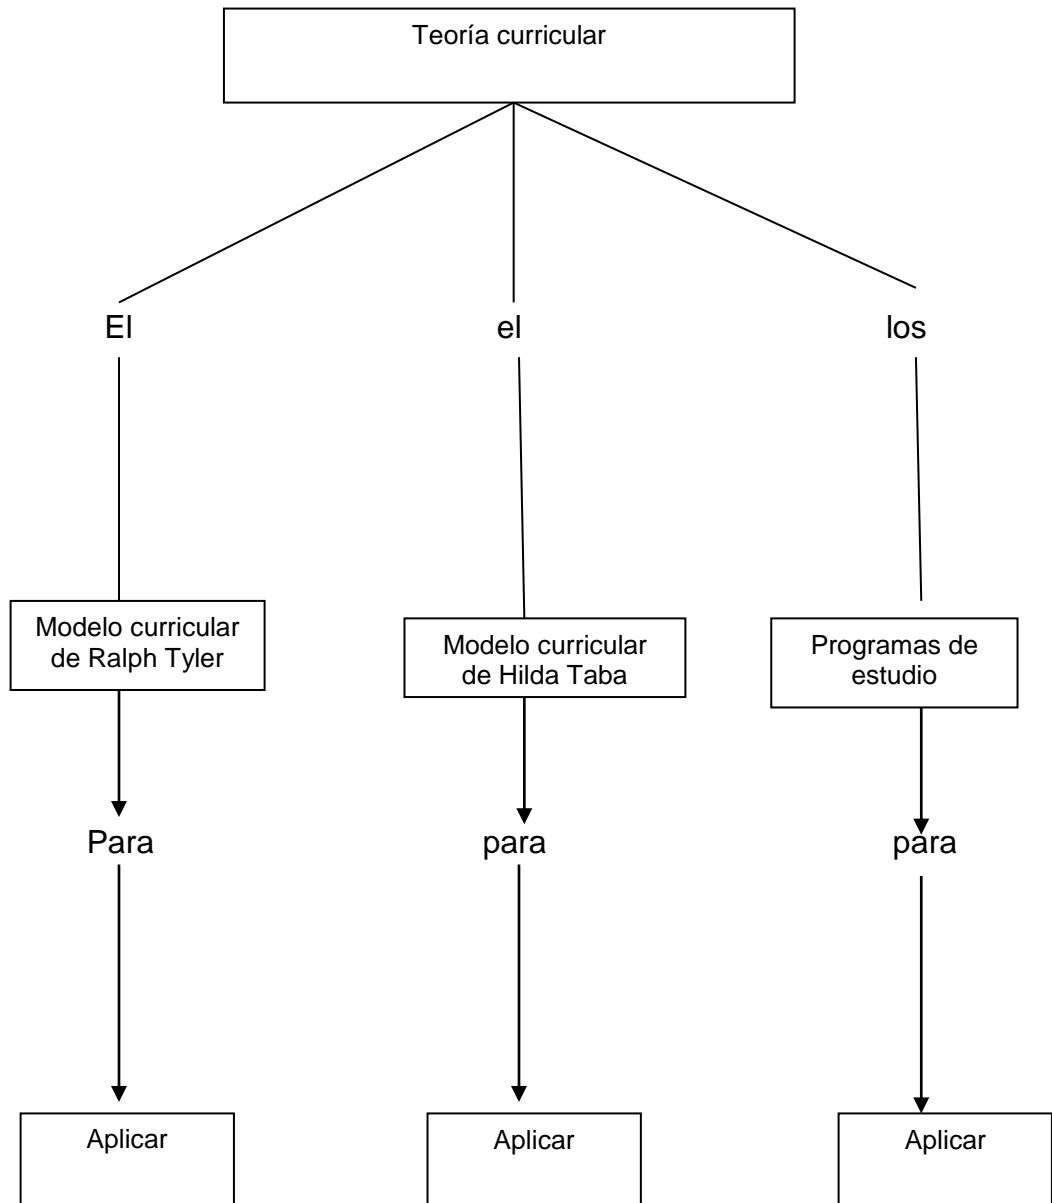 Teoría curricular
El
el
los
Modelo curricular
de Ralph Tyler
Modelo curricular
de Hilda Taba
Programas de
estudio
Para
para
para
Aplicar
Aplicar
Aplicar